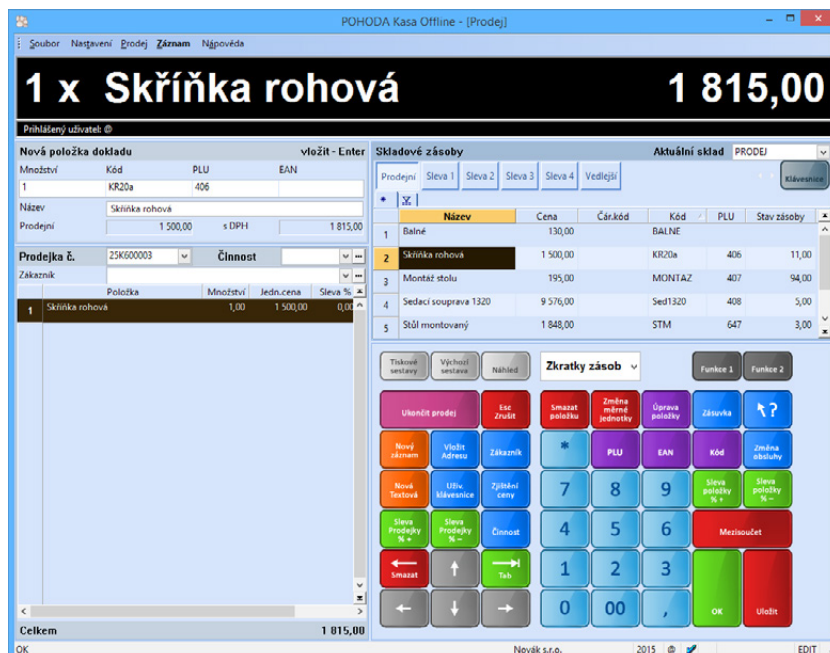 POHODA Kasa Offline - [Prodej]
Soubor Nastavení Prodej Záznam Nápověda
1 x Skříňka rohová 1 815,00
Prihlášený uživatel: @
Nová položka dokladu vložit - Enter
Množství Kód PLU EAN
1 KR20a 406
Název Skříňka rohová
Prodejní 1 500,00 s DPH 1 815,00
Prodejka č. 25K600003 Činnost
Zákazník
Položka Množství Jedn.cena Sleva %
1 Skříňka rohová 1,00 1 500,00 0,00
Celkem 1 815,00
Skladové zásoby Aktuální sklad PRODEJ
Prodejní Sleva 1 Sleva 2 Sleva 3 Sleva 4 Vedlejší Klávesnice
Název Cena Čár.kód Kód PLU Stav zásoby
1 Balné 130,00 BALNE
2 Skříňka rohová 1 500,00 KR20a 406 11,00
3 Montáž stolu 195,00 MONTAZ 407 94,00
4 Sedací souprava 1320 9 576,00 Sed1320 408 5,00
5 Stůl montovaný 1 848,00 STM 647 3,00
Tiskové sestavy Výchozí sestava Náhled Zkratky zásob Funkce 1 Funkce 2
Ukončit prodej Esc Zrušit Smazat položku Změna měrné jednotky Úprava položky Zásuvka ?
Nový záznam Vložit Adresu Zákazník * PLU EAN Kód Změna obsluhy
Nová Textová Uživ. klávesnice Zjištění ceny 7 8 9 Sleva položky % + Sleva položky % –
Sleva Prodejky % + Sleva Prodejky % – Činnost 4 5 6 Mezisoučet
Smazat Tab 1 2 3
0 00 , OK Uložit
OK Novák s.r.o. 2015 @ EDIT